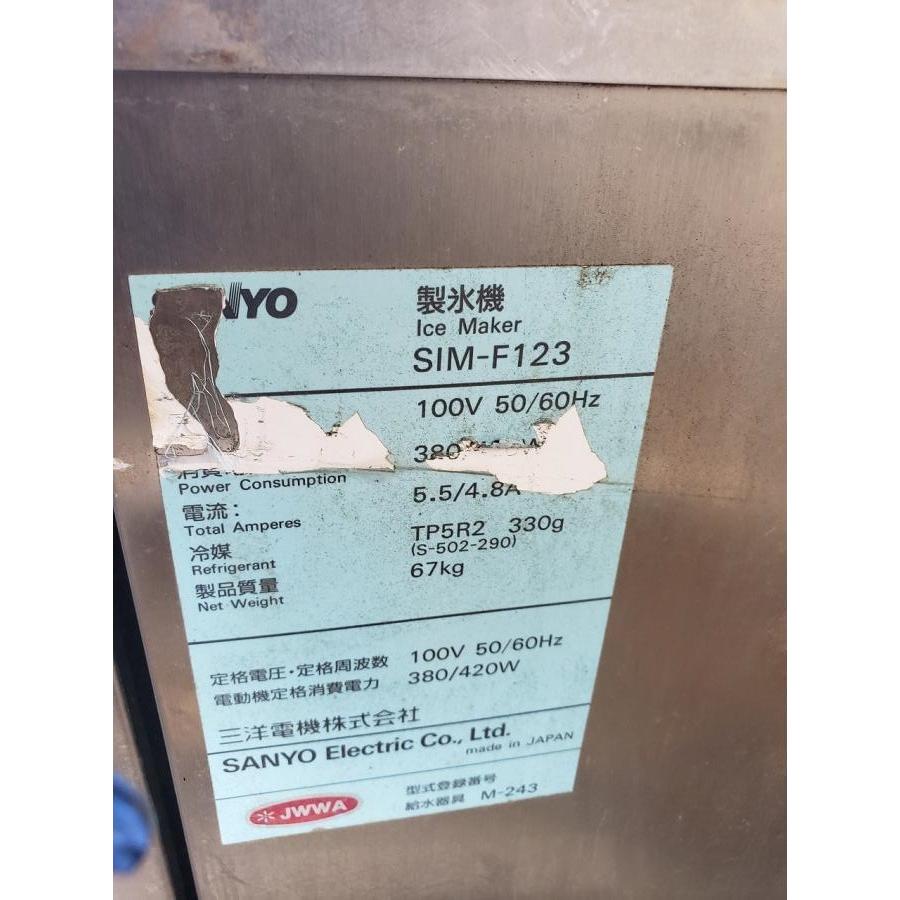 NYO
製氷機
Ice Maker
SIM-F123
100V 50/60Hz
380
Power Consumption
5.5/4.8A
電流:
Total Amperes
TP5R2 330g
(S-502-290)
冷媒
Refrigerant
67kg
製品質量
Net Weight
定格電圧・定格周波数 100V 50/60Hz
電動機定格消費電力 380/420W
三洋電機株式会社
SANYO Electric Co., Ltd.
made in JAPAN
JWWA
型式登録番号
給水器具 M-243